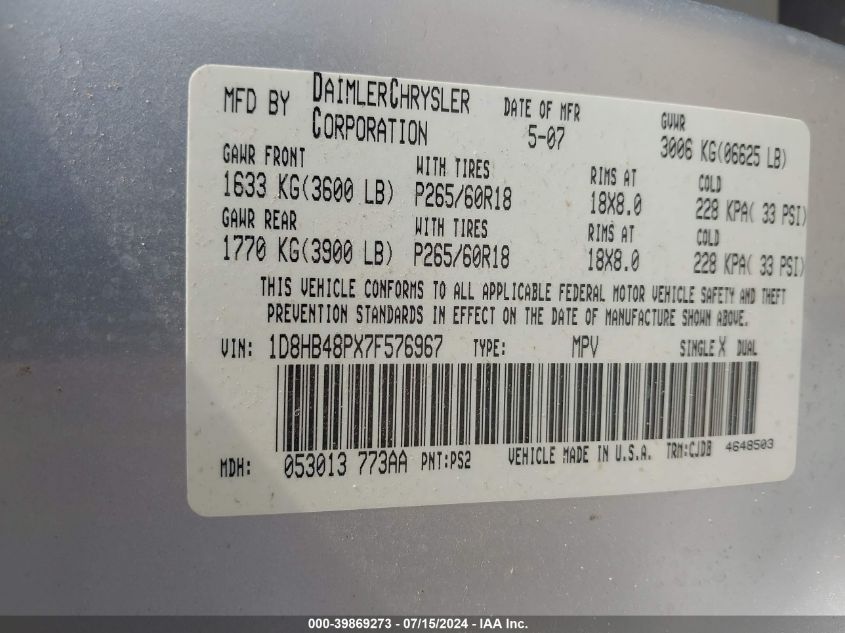 MFD BY DAIMLERCHRYSLER CORPORATION DATE OF MFR 5-07 GVWR 3006 KG(06625 LB)
GAWR FRONT WITH TIRES RIMS AT COLD
1633 KG(3600 LB) P265/60R18 18X8.0 228 KPA( 33 PSI)
GAWR REAR WITH TIRES RIMS AT COLD
1770 KG(3900 LB) P265/60R18 18X8.0 228 KPA( 33 PSI)
THIS VEHICLE CONFORMS TO ALL APPLICABLE FEDERAL MOTOR VEHICLE SAFETY AND THEFT
PREVENTION STANDARDS IN EFFECT ON THE DATE OF MANUFACTURE SHOWN ABOVE.
VIN: 1D8HB48PX7F576967 TYPE: MPV SINGLE X DUAL
MDH: 053013 773AA PNT:PS2 VEHICLE MADE IN U.S.A. TRM:CJDB 4648503
000-39869273 - 07/15/2024 - IAA Inc.